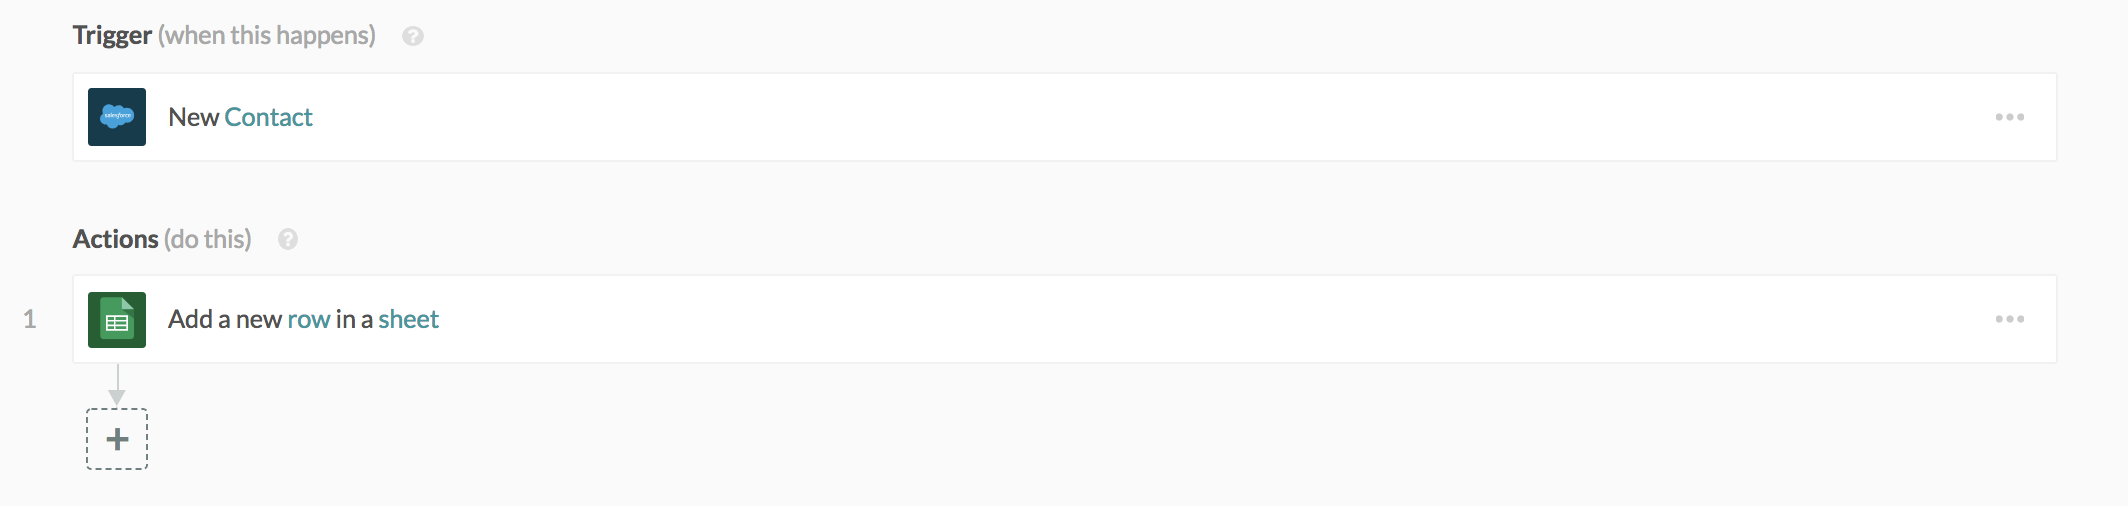 Trigger (when this happens) ?
salesforce
New Contact
Actions (do this) ?
1
Add a new row in a sheet